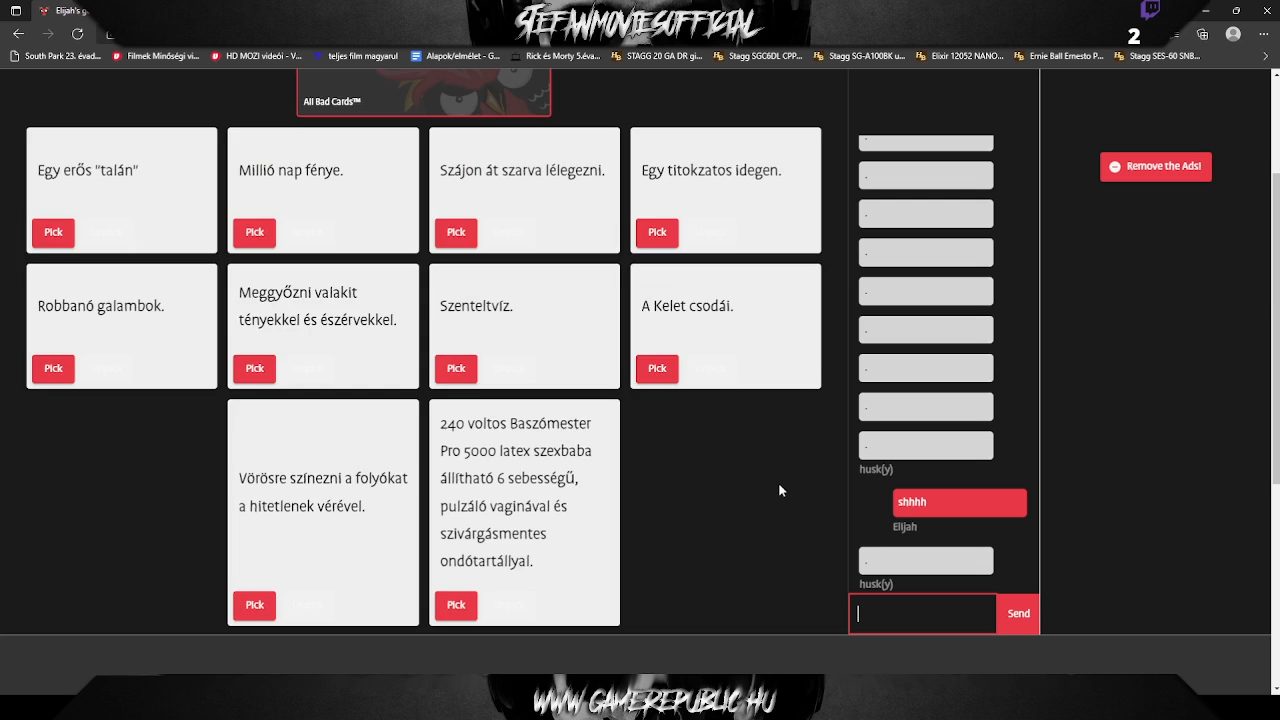 STEFANMOVIESOFFICIAL
2
Elijah's g
South Park 23. évad...
Filmek Minőségi vi...
HD MOZI videói - V...
teljes film magyarul
Alapok/elmélet - G...
Rick és Morty 5.éva...
STAGG 20 GA DR gi...
Stagg SGC6DL CPP...
Stagg SG-A100BK u...
Elixir 12052 NANO...
Ernie Ball Ernesto P...
Stagg SES-60 SNB...
All Bad Cards™
Egy erős "talán"
Pick
Millió nap fénye.
Pick
Szájon át szarva lélegezni.
Pick
Egy titokzatos idegen.
Pick
Robbanó galambok.
Pick
Meggyőzni valakit
tényekkel és észérvekkel.
Pick
Szenteltvíz.
Pick
A Kelet csodái.
Pick
Vörösre színezni a folyókat
a hitetlenek vérével.
Pick
240 voltos Baszómester
Pro 5000 latex szexbaba
állítható 6 sebességű,
pulzáló vaginával és
szivárgásmentes
ondótartállyal.
Pick
.
.
.
.
.
.
.
.
.
husk(y)
shhhh
Elijah
.
husk(y)
Send
Remove the Ads!
WWW.GAMEREPUBLIC.HU